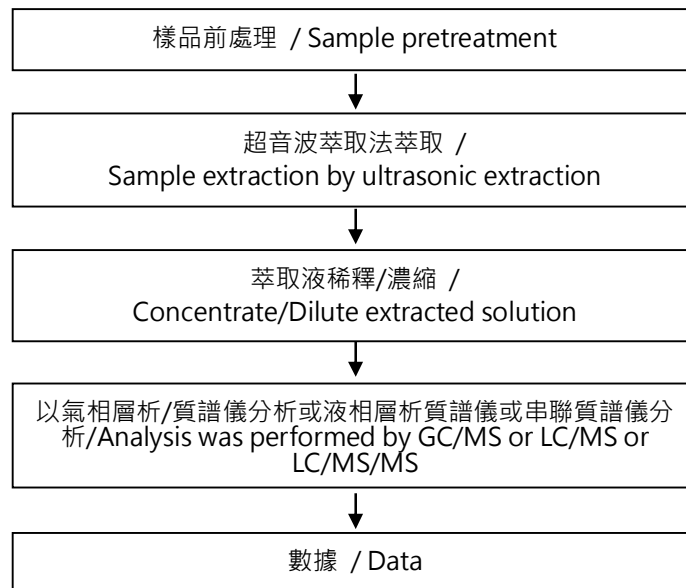 樣品前處理 / Sample pretreatment
超音波萃取法萃取 /
Sample extraction by ultrasonic extraction
萃取液稀釋/濃縮 /
Concentrate/Dilute extracted solution
以氣相層析/質譜儀分析或液相層析質譜儀或串聯質譜儀分
析/Analysis was performed by GC/MS or LC/MS or
LC/MS/MS
數據 / Data